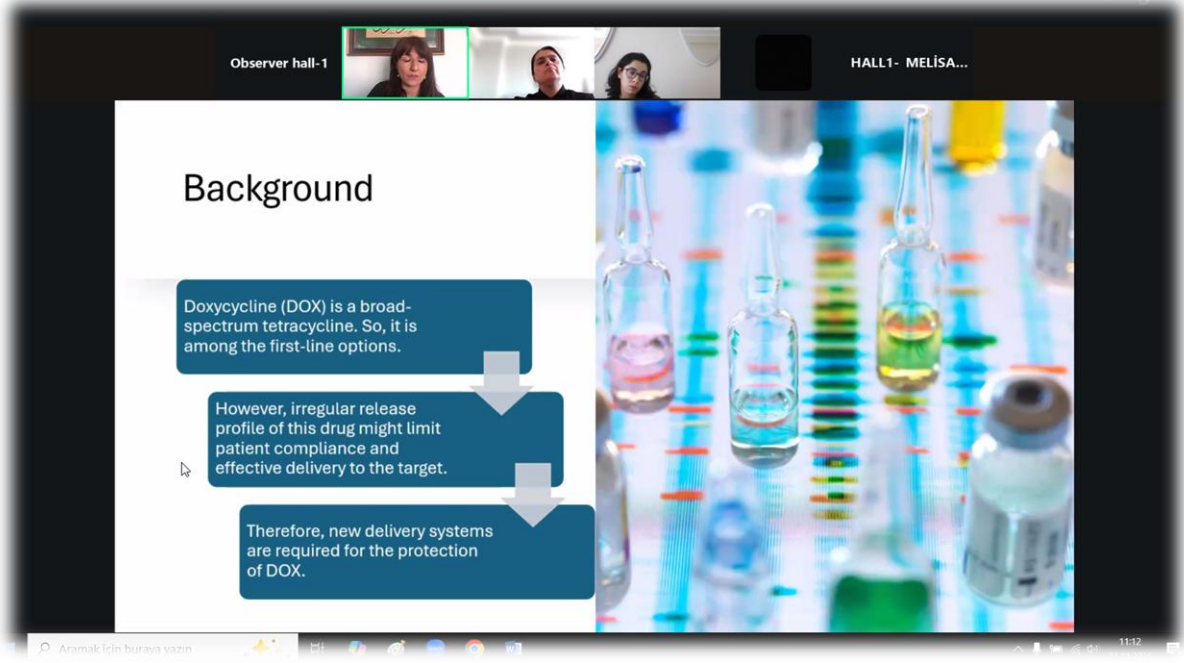 Observer hall-1
HALL1- MELİSA...
Background
Doxycycline (DOX) is a broad-
spectrum tetracycline. So, it is
among the first-line options.
However, irregular release
profile of this drug might limit
patient compliance and
effective delivery to the target.
Therefore, new delivery systems
are required for the protection
of DOX.
Aramak için buraya yazın
11:12